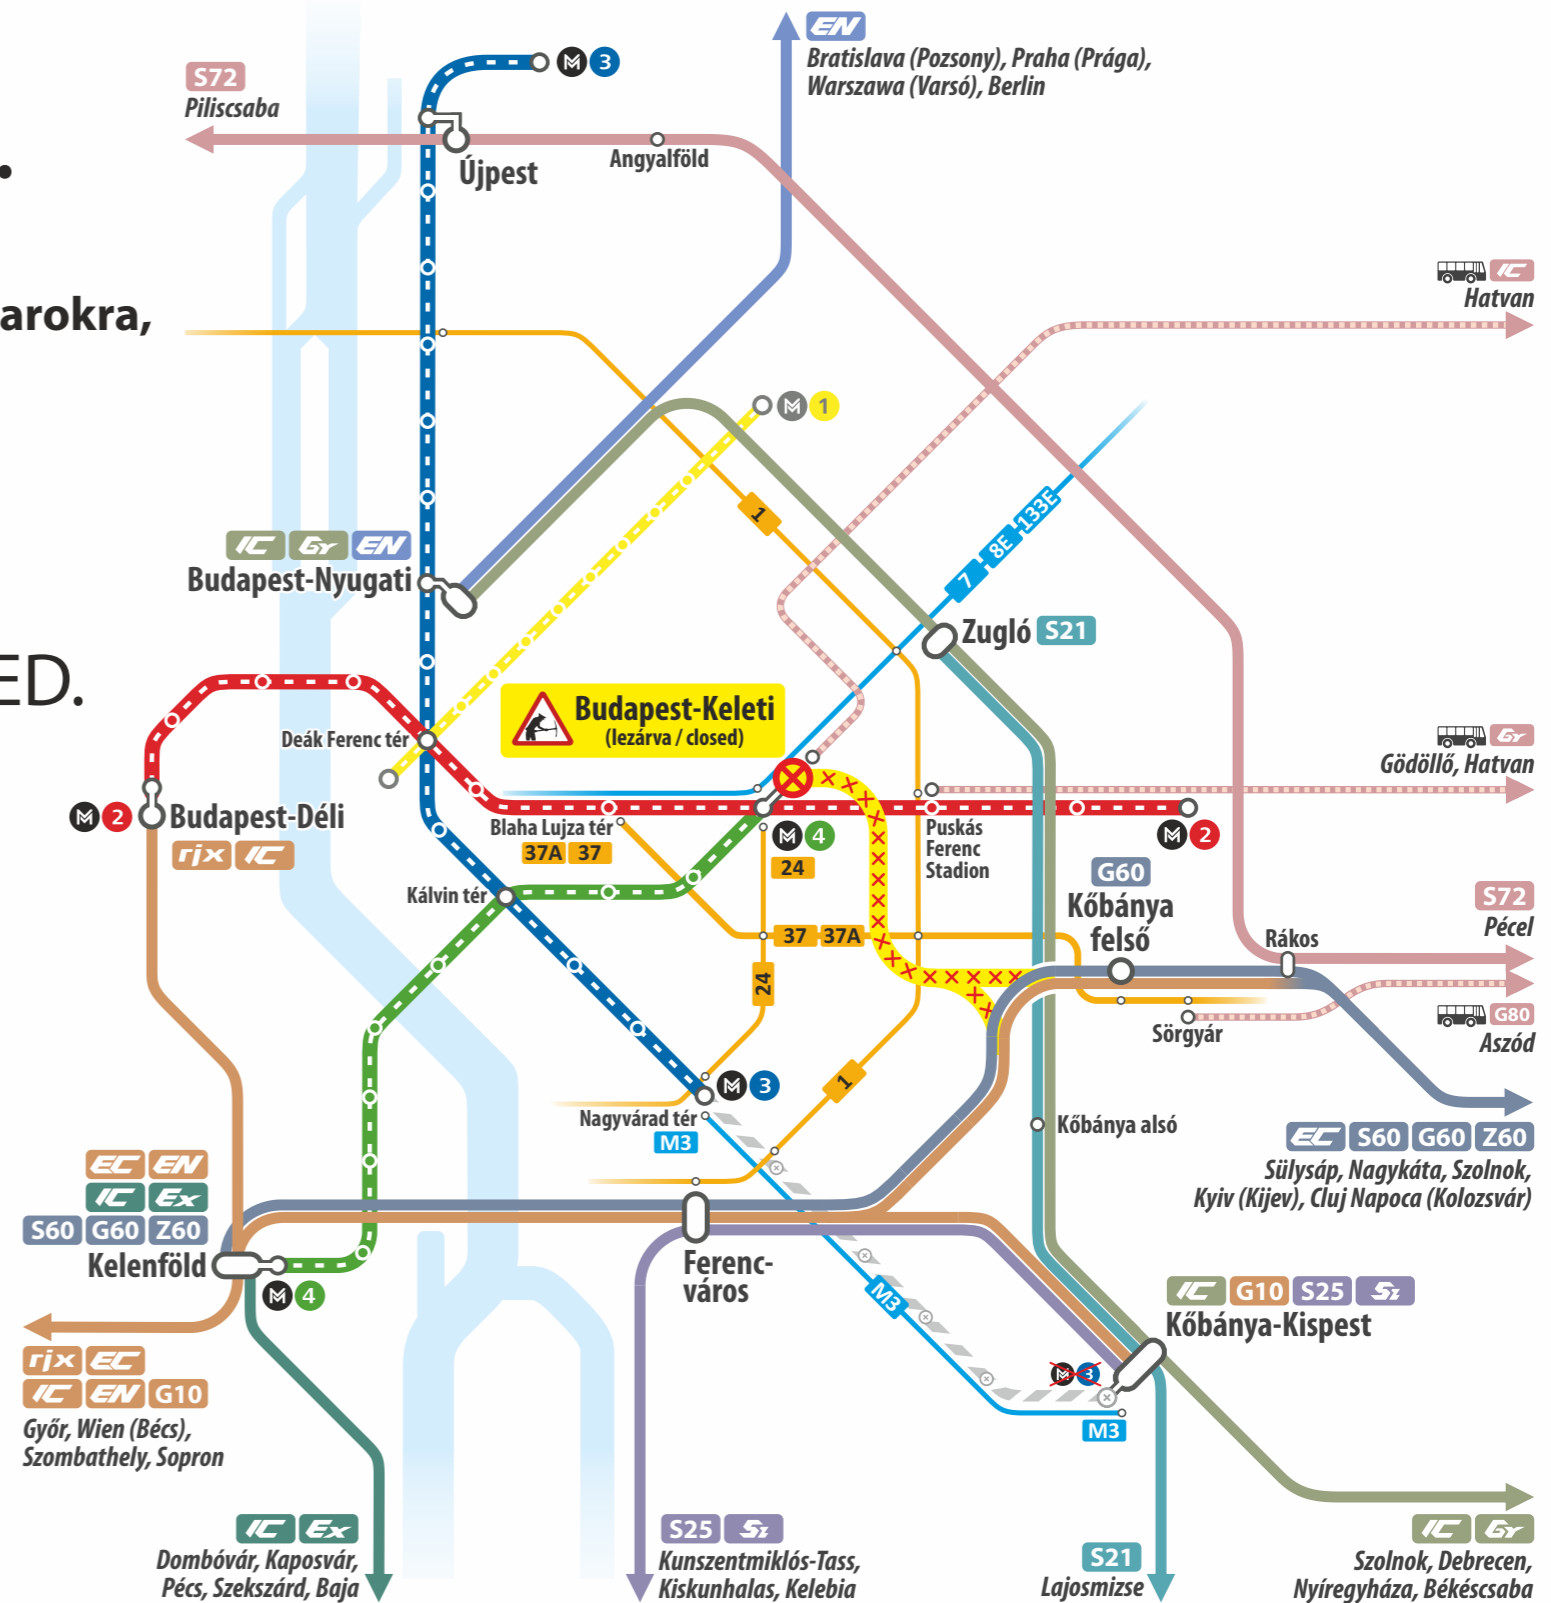 EN
Bratislava (Pozsony), Praha (Prága),
Warszawa (Varsó), Berlin
M 3
S72
Piliscsaba
Újpest
Angyalföld
.
IC
Hatvan
arokra,
M 1
1
7 8E 133E
IC Gy EN
Budapest-Nyugati
Zugló S21
ED.
Budapest-Keleti
(lezárva / closed)
Deák Ferenc tér
Gy
Gödöllő, Hatvan
M 2 Budapest-Déli
rjx IC
Blaha Lujza tér
37A 37
M 4
24
Puskás
Ferenc
Stadion
M 2
G60
Kőbánya
felső
Kálvin tér
S72
Pécel
37 37A
Rákos
24
Sörgyár
G80
Aszód
M 3
Nagyvárad tér
M3
1
Kőbánya alsó
EC S60 G60 Z60
Sülysáp, Nagykáta, Szolnok,
Kyiv (Kijev), Cluj Napoca (Kolozsvár)
EC EN
IC Ex
S60 G60 Z60
Kelenföld
M 4
Ferenc-
város
M3
IC G10 S25 Sz
Kőbánya-Kispest
M 3
M3
rjx EC
IC EN G10
Győr, Wien (Bécs),
Szombathely, Sopron
IC Ex
Dombóvár, Kaposvár,
Pécs, Szekszárd, Baja
S25 Sz
Kunszentmiklós-Tass,
Kiskunhalas, Kelebia
S21
Lajosmizse
IC Gy
Szolnok, Debrecen,
Nyíregyháza, Békéscsaba